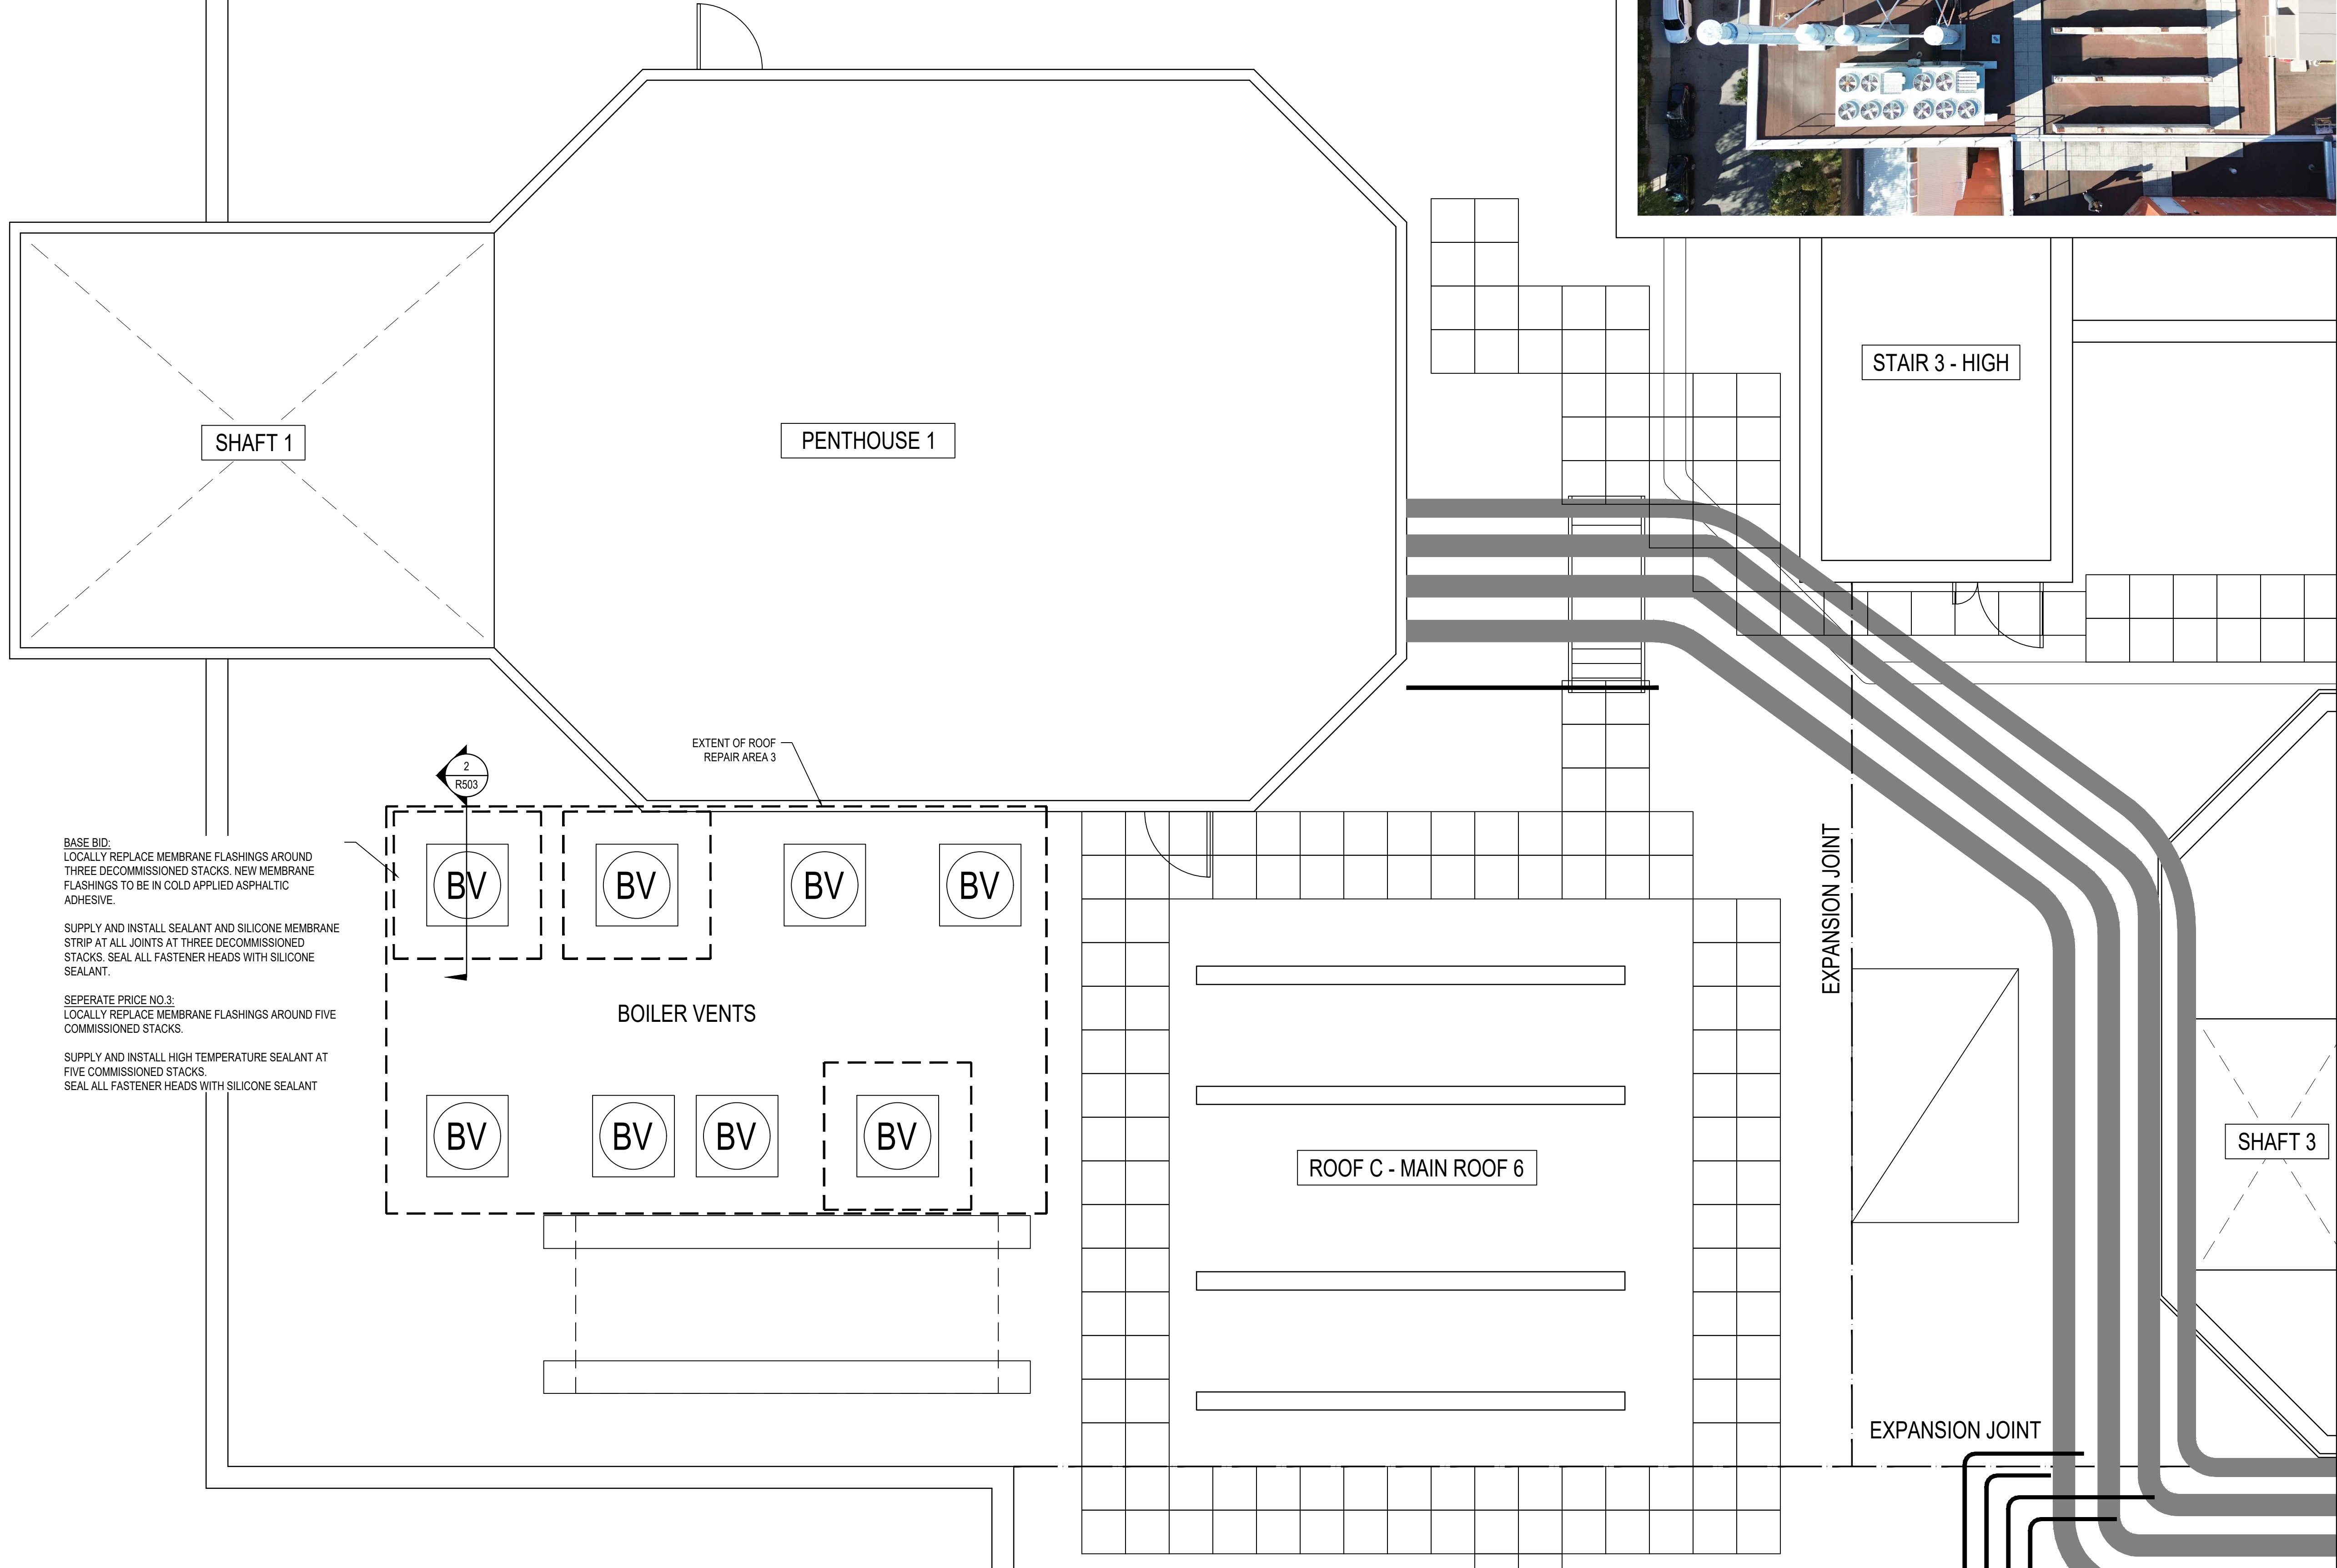 STAIR 3 - HIGH
SHAFT 1
PENTHOUSE 1
EXTENT OF ROOF
REPAIR AREA 3
2
R503
BASE BID:
LOCALLY REPLACE MEMBRANE FLASHINGS AROUND
THREE DECOMMISSIONED STACKS. NEW MEMBRANE
FLASHINGS TO BE IN COLD APPLIED ASPHALTIC
ADHESIVE.
SUPPLY AND INSTALL SEALANT AND SILICONE MEMBRANE
STRIP AT ALL JOINTS AT THREE DECOMMISSIONED
STACKS. SEAL ALL FASTENER HEADS WITH SILICONE
SEALANT.
SEPERATE PRICE NO.3:
LOCALLY REPLACE MEMBRANE FLASHINGS AROUND FIVE
COMMISSIONED STACKS.
SUPPLY AND INSTALL HIGH TEMPERATURE SEALANT AT
FIVE COMMISSIONED STACKS.
SEAL ALL FASTENER HEADS WITH SILICONE SEALANT
BV
BV
BV
BV
BOILER VENTS
BV
BV
BV
BV
EXPANSION JOINT
ROOF C - MAIN ROOF 6
SHAFT 3
EXPANSION JOINT